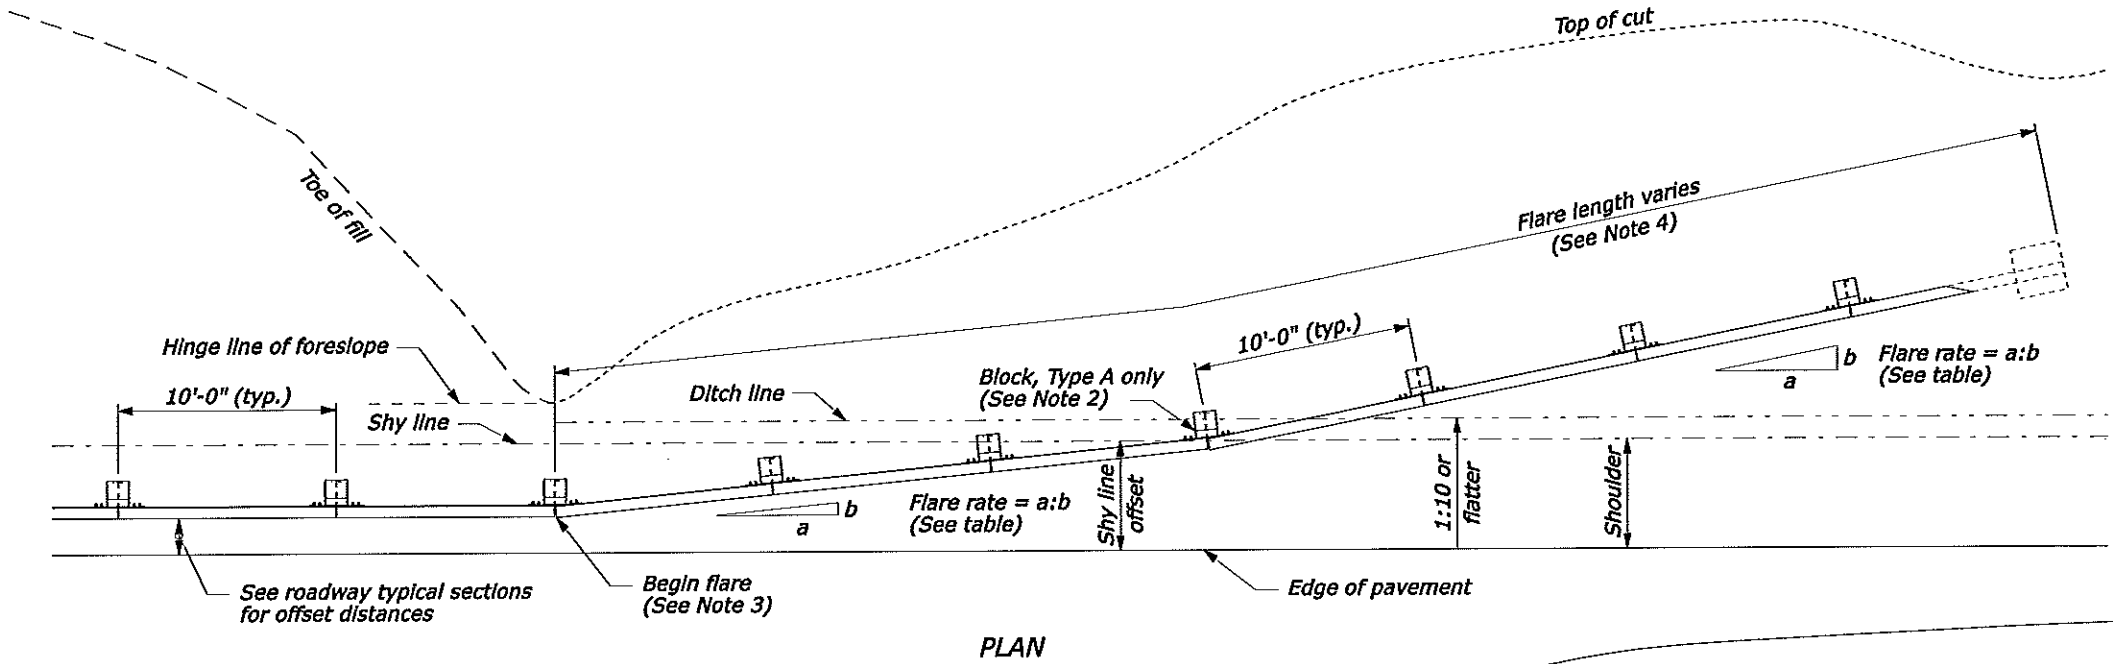 Top of cut
Toe of fill
Flare length varies
(See Note 4)
Hinge line of foreslope
10'-0" (typ.)
Shy line
Ditch line
Block, Type A only
(See Note 2)
10'-0" (typ.)
b
a
Flare rate = a:b
(See table)
b
a
Flare rate = a:b
(See table)
Shy line
offset
1:10 or
flatter
Shoulder
See roadway typical sections
for offset distances
Begin flare
(See Note 3)
Edge of pavement
PLAN